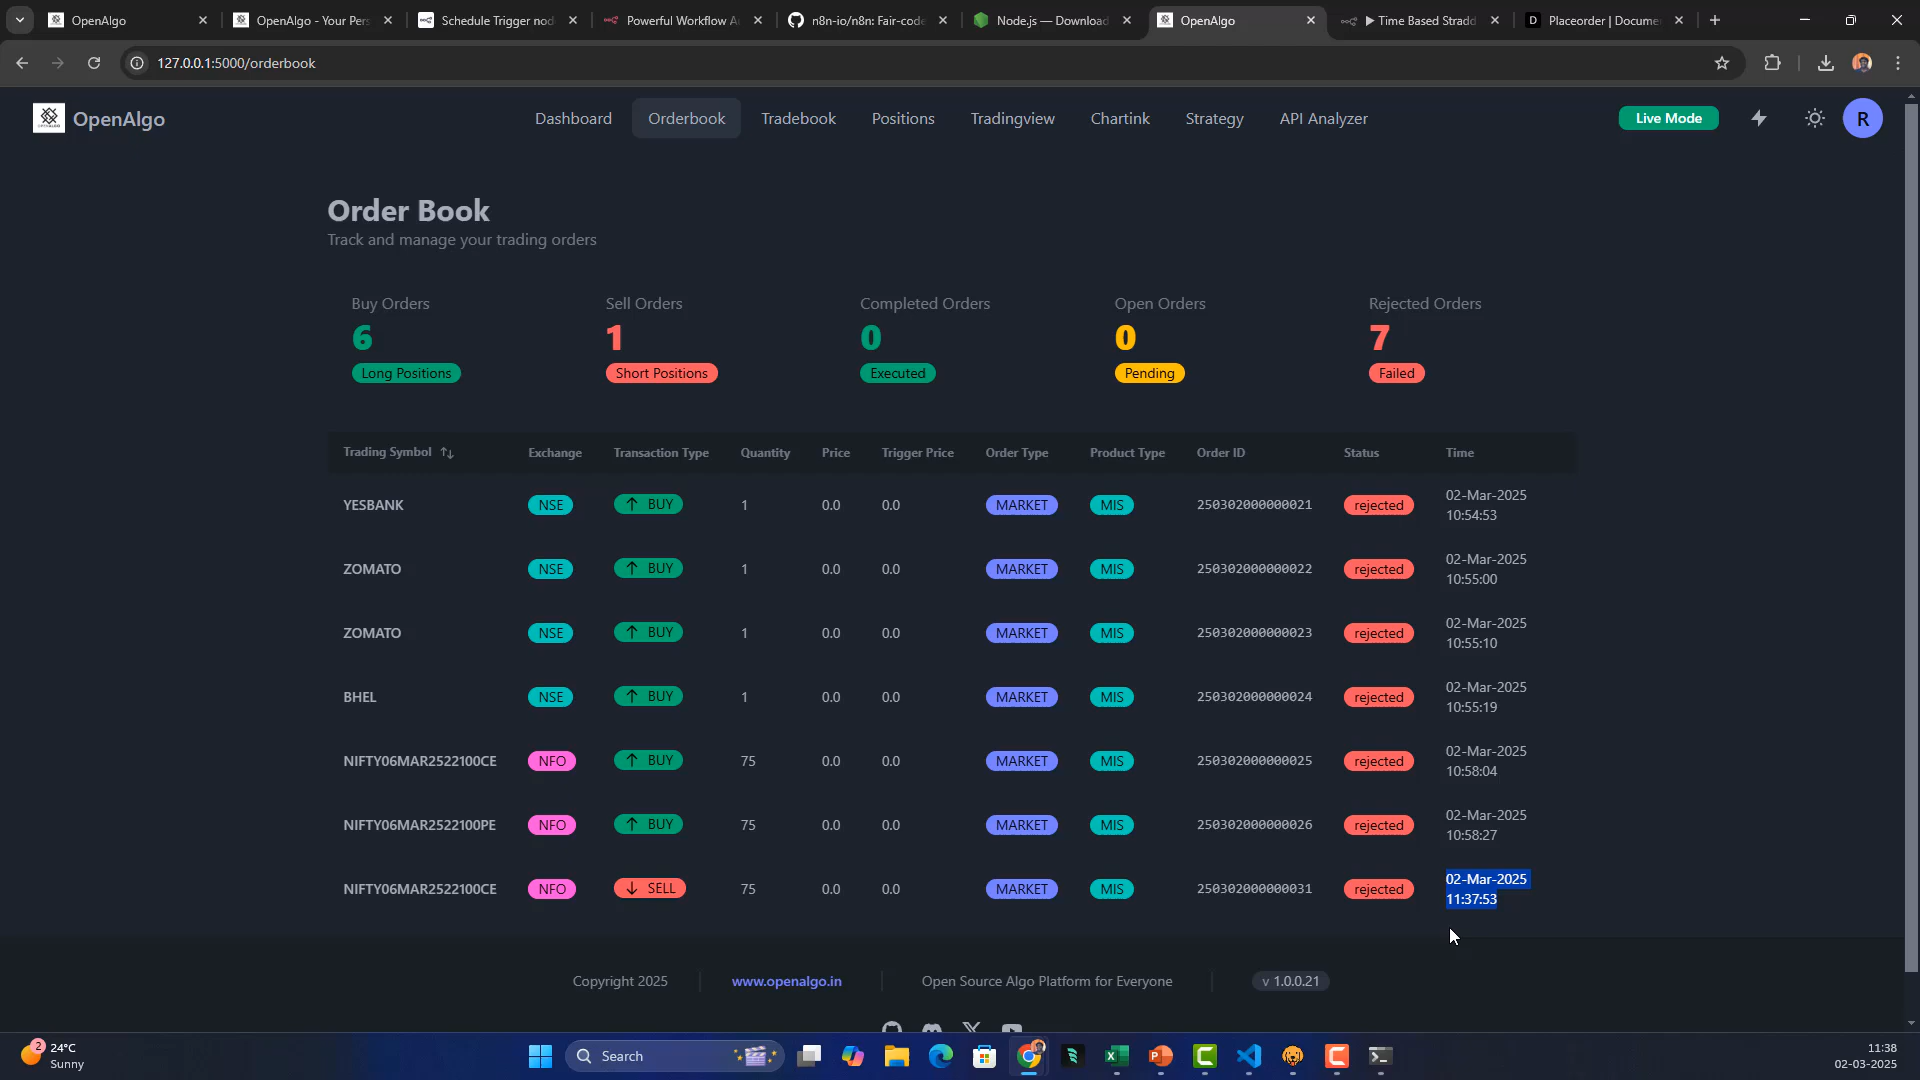 OpenAlgo
OpenAlgo - Your Pers
Schedule Trigger nod
Powerful Workflow Au
n8n-io/n8n: Fair-code
Node.js — Download
OpenAlgo
▶ Time Based Stradd
Placeorder | Docume
127.0.0.1:5000/orderbook
OpenAlgo
Dashboard
Orderbook
Tradebook
Positions
Tradingview
Chartink
Strategy
API Analyzer
Live Mode
R
Order Book
Track and manage your trading orders
Buy Orders
6
Long Positions
Sell Orders
1
Short Positions
Completed Orders
0
Executed
Open Orders
0
Pending
Rejected Orders
7
Failed
Trading Symbol Exchange Transaction Type Quantity Price Trigger Price Order Type Product Type Order ID Status Time
YESBANK NSE BUY 1 0.0 0.0 MARKET MIS 250302000000021 rejected 02-Mar-2025
10:54:53
ZOMATO NSE BUY 1 0.0 0.0 MARKET MIS 250302000000022 rejected 02-Mar-2025
10:55:00
ZOMATO NSE BUY 1 0.0 0.0 MARKET MIS 250302000000023 rejected 02-Mar-2025
10:55:10
BHEL NSE BUY 1 0.0 0.0 MARKET MIS 250302000000024 rejected 02-Mar-2025
10:55:19
NIFTY06MAR2522100CE NFO BUY 75 0.0 0.0 MARKET MIS 250302000000025 rejected 02-Mar-2025
10:58:04
NIFTY06MAR2522100PE NFO BUY 75 0.0 0.0 MARKET MIS 250302000000026 rejected 02-Mar-2025
10:58:27
NIFTY06MAR2522100CE NFO SELL 75 0.0 0.0 MARKET MIS 250302000000031 rejected 02-Mar-2025
11:37:53
Copyright 2025
www.openalgo.in
Open Source Algo Platform for Everyone
v 1.0.0.21
2
24°C
Sunny
Search
11:38
02-03-2025